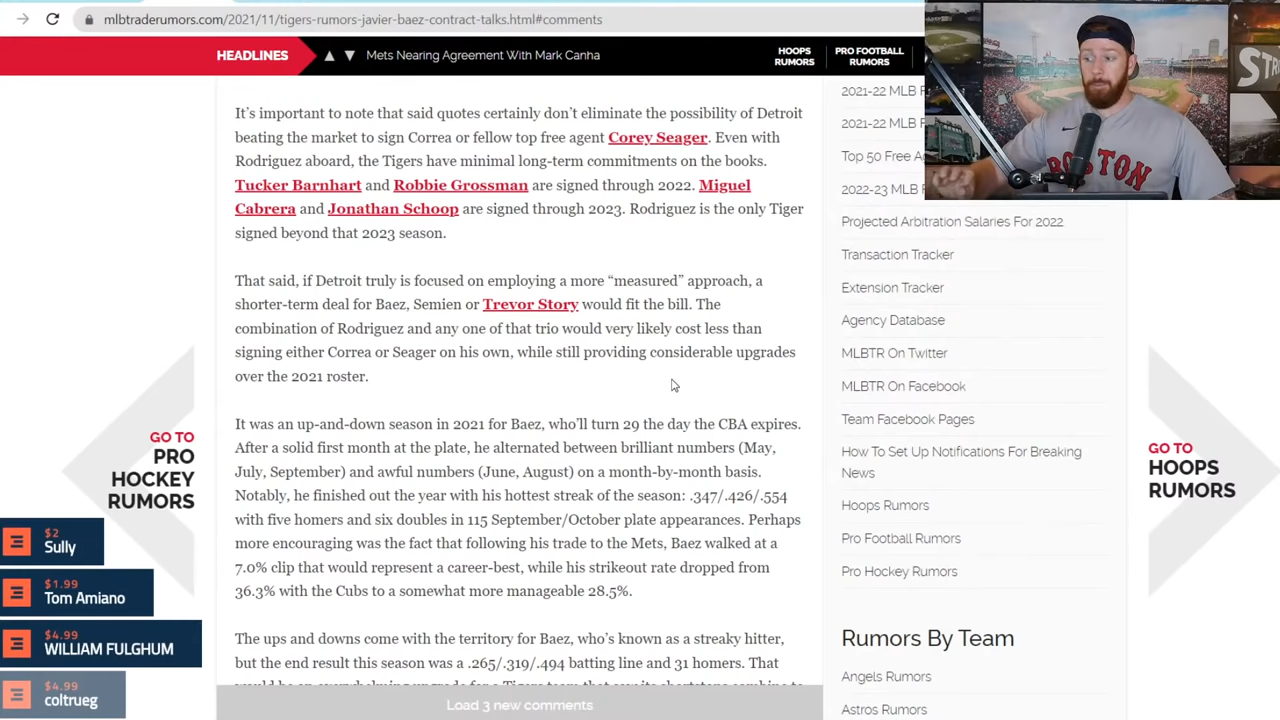 mlbtraderumors.com/2021/11/tigers-rumors-javier-baez-contract-talks.html#comments
HEADLINES
Mets Nearing Agreement With Mark Canha
HOOPS
RUMORS
PRO FOOTBALL
RUMORS
It's important to note that said quotes certainly don't eliminate the possibility of Detroit
beating the market to sign Correa or fellow top free agent Corey Seager. Even with
Rodriguez aboard, the Tigers have minimal long-term commitments on the books.
Tucker Barnhart and Robbie Grossman are signed through 2022. Miguel
Cabrera and Jonathan Schoop are signed through 2023. Rodriguez is the only Tiger
signed beyond that 2023 season.
That said, if Detroit truly is focused on employing a more “measured” approach, a
shorter-term deal for Baez, Semien or Trevor Story would fit the bill. The
combination of Rodriguez and any one of that trio would very likely cost less than
signing either Correa or Seager on his own, while still providing considerable upgrades
over the 2021 roster.
It was an up-and-down season in 2021 for Baez, who'll turn 29 the day the CBA expires.
After a solid first month at the plate, he alternated between brilliant numbers (May,
July, September) and awful numbers (June, August) on a month-by-month basis.
Notably, he finished out the year with his hottest streak of the season: .347/.426/.554
with five homers and six doubles in 115 September/October plate appearances. Perhaps
more encouraging was the fact that following his trade to the Mets, Baez walked at a
7.0% clip that would represent a career-best, while his strikeout rate dropped from
36.3% with the Cubs to a somewhat more manageable 28.5%.
The ups and downs come with the territory for Baez, who's known as a streaky hitter,
but the end result this season was a .265/.319/.494 batting line and 31 homers. That
Load 3 new comments
2021-22 MLB F
2021-22 MLB F
Top 50 Free A
2022-23 MLB F
Projected Arbitration Salaries For 2022
Transaction Tracker
Extension Tracker
Agency Database
MLBTR On Twitter
MLBTR On Facebook
Team Facebook Pages
How To Set Up Notifications For Breaking
News
Hoops Rumors
Pro Football Rumors
Pro Hockey Rumors
Rumors By Team
Angels Rumors
Astros Rumors
GO TO
PRO
HOCKEY
RUMORS
GO TO
HOOPS
RUMORS
$2
Sully
$1.99
Tom Amiano
$4.99
WILLIAM FULGHUM
$4.99
coltrueg
BOSTON